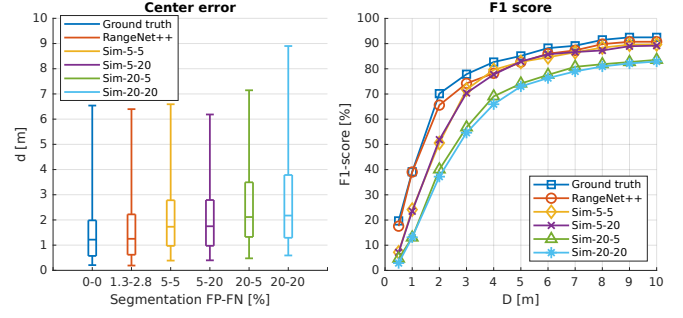 Center error
d [m]
10
9
8
7
6
5
4
3
2
1
0
Ground truth
RangeNet++
Sim-5-5
Sim-5-20
Sim-20-5
Sim-20-20
0-0
1.3-2.8
5-5
5-20
20-5
20-20
Segmentation FP-FN [%]
F1 score
F1-score [%]
100
90
80
70
60
50
40
30
20
10
0
Ground truth
RangeNet++
Sim-5-5
Sim-5-20
Sim-20-5
Sim-20-20
0 1 2 3 4 5 6 7 8 9 10
D [m]